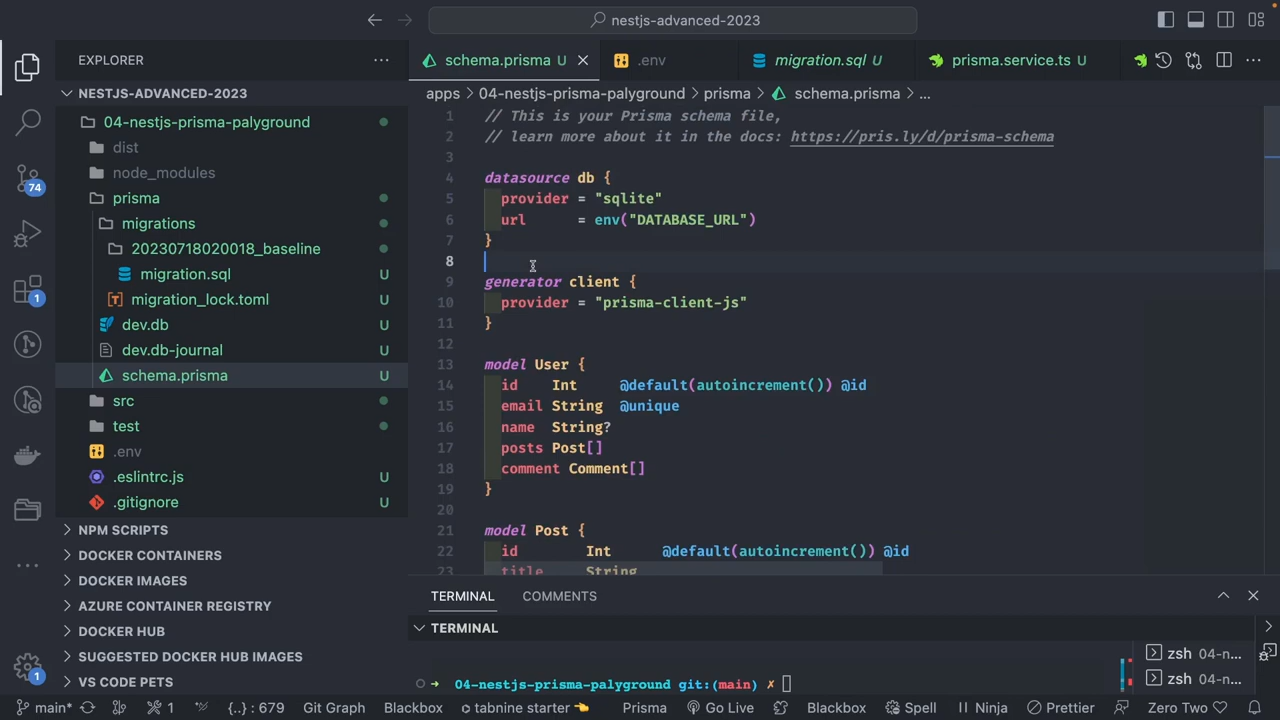 nestjs-advanced-2023
EXPLORER
NESTJS-ADVANCED-2023
04-nestjs-prisma-palyground
dist
node_modules
prisma
migrations
20230718020018_baseline
migration.sql U
migration_lock.toml U
dev.db U
dev.db-journal U
schema.prisma U
src
test
.env
.eslintrc.js U
.gitignore U
NPM SCRIPTS
DOCKER CONTAINERS
DOCKER IMAGES
AZURE CONTAINER REGISTRY
DOCKER HUB
SUGGESTED DOCKER HUB IMAGES
VS CODE PETS
74
1
1
schema.prisma U .env migration.sql U prisma.service.ts U
apps > 04-nestjs-prisma-palyground > prisma > schema.prisma > ...
1 // This is your Prisma schema file,
2 // learn more about it in the docs: https://pris.ly/d/prisma-schema
3
4 datasource db {
5 provider = "sqlite"
6 url = env("DATABASE_URL")
7 }
8
9 generator client {
10 provider = "prisma-client-js"
11 }
12
13 model User {
14 id Int @default(autoincrement()) @id
15 email String @unique
16 name String?
17 posts Post[]
18 comment Comment[]
19 }
20
21 model Post {
22 id Int @default(autoincrement()) @id
23 title String
TERMINAL COMMENTS
TERMINAL
04-nestjs-prisma-palyground git:(main) ✗
zsh 04-n...
zsh 04-n...
main* 1 {..} : 679 Git Graph Blackbox tabnine starter Prisma Go Live Blackbox Spell Ninja Prettier Zero Two